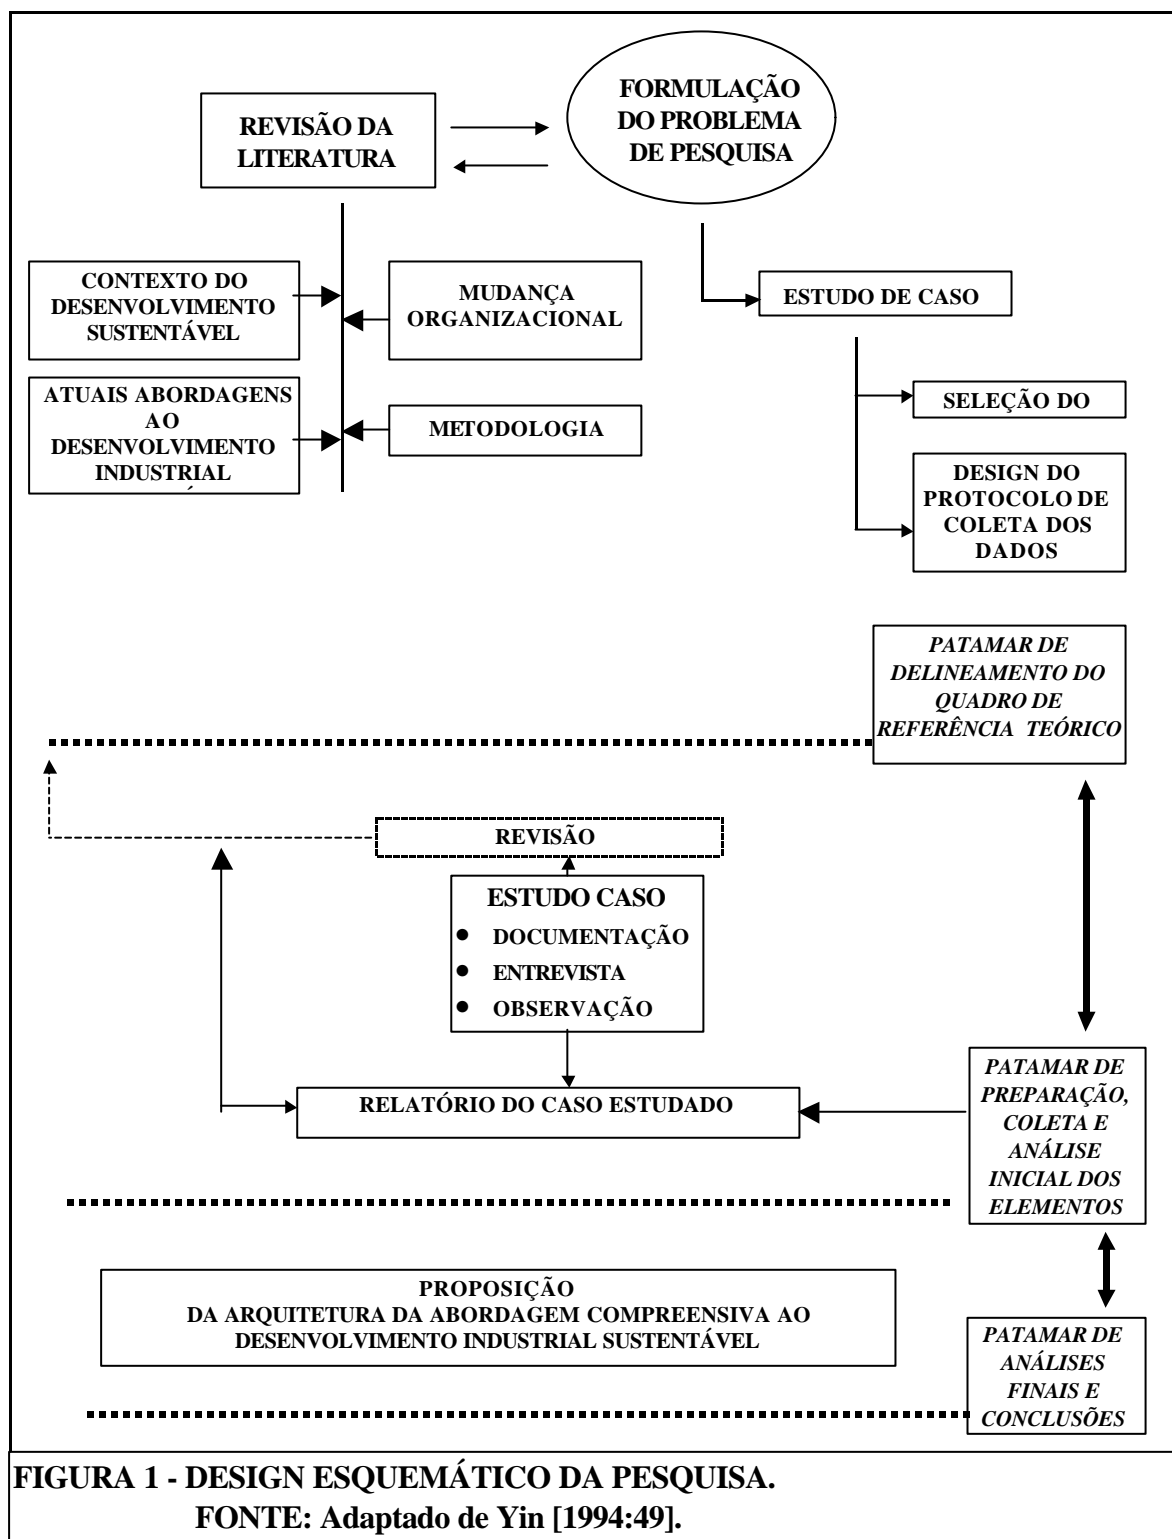 REVISÃO DA
LITERATURA
FORMULAÇÃO
DO PROBLEMA
DE PESQUISA
CONTEXTO DO
DESENVOLVIMENTO
SUSTENTÁVEL
MUDANÇA
ORGANIZACIONAL
ATUAIS ABORDAGENS
AO
DESENVOLVIMENTO
INDUSTRIAL
METODOLOGIA
ESTUDO DE CASO
SELEÇÃO DO
DESIGN DO
PROTOCOLO DE
COLETA DOS
DADOS
PATAMAR DE
DELINEAMENTO DO
QUADRO DE
REFERÊNCIA TEÓRICO
REVISÃO
ESTUDO CASO
• DOCUMENTAÇÃO
• ENTREVISTA
• OBSERVAÇÃO
RELATÓRIO DO CASO ESTUDADO
PATAMAR DE
PREPARAÇÃO,
COLETA E
ANÁLISE
INICIAL DOS
ELEMENTOS
PROPOSIÇÃO
DA ARQUITETURA DA ABORDAGEM COMPREENSIVA AO
DESENVOLVIMENTO INDUSTRIAL SUSTENTÁVEL
PATAMAR DE
ANÁLISES
FINAIS E
CONCLUSÕES
FIGURA 1 - DESIGN ESQUEMÁTICO DA PESQUISA.
FONTE: Adaptado de Yin [1994:49].